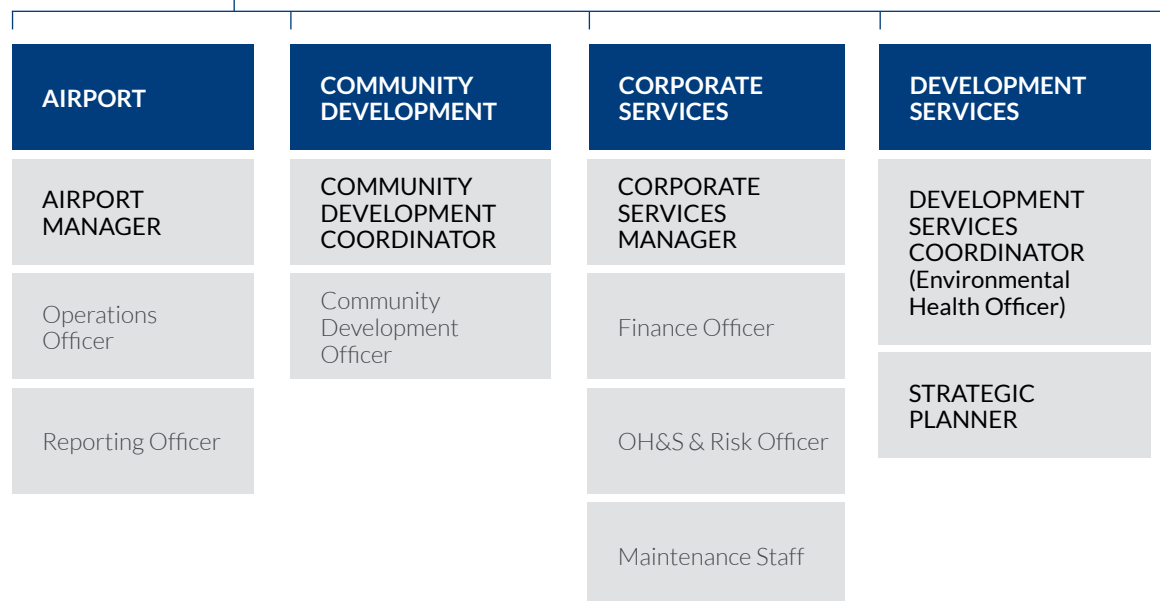 AIRPORT
AIRPORT
MANAGER
Operations
Officer
Reporting Officer
COMMUNITY
DEVELOPMENT
COMMUNITY
DEVELOPMENT
COORDINATOR
Community
Development
Officer
CORPORATE
SERVICES
CORPORATE
SERVICES
MANAGER
Finance Officer
OH&S & Risk Officer
Maintenance Staff
DEVELOPMENT
SERVICES
DEVELOPMENT
SERVICES
COORDINATOR
(Environmental
Health Officer)
STRATEGIC
PLANNER